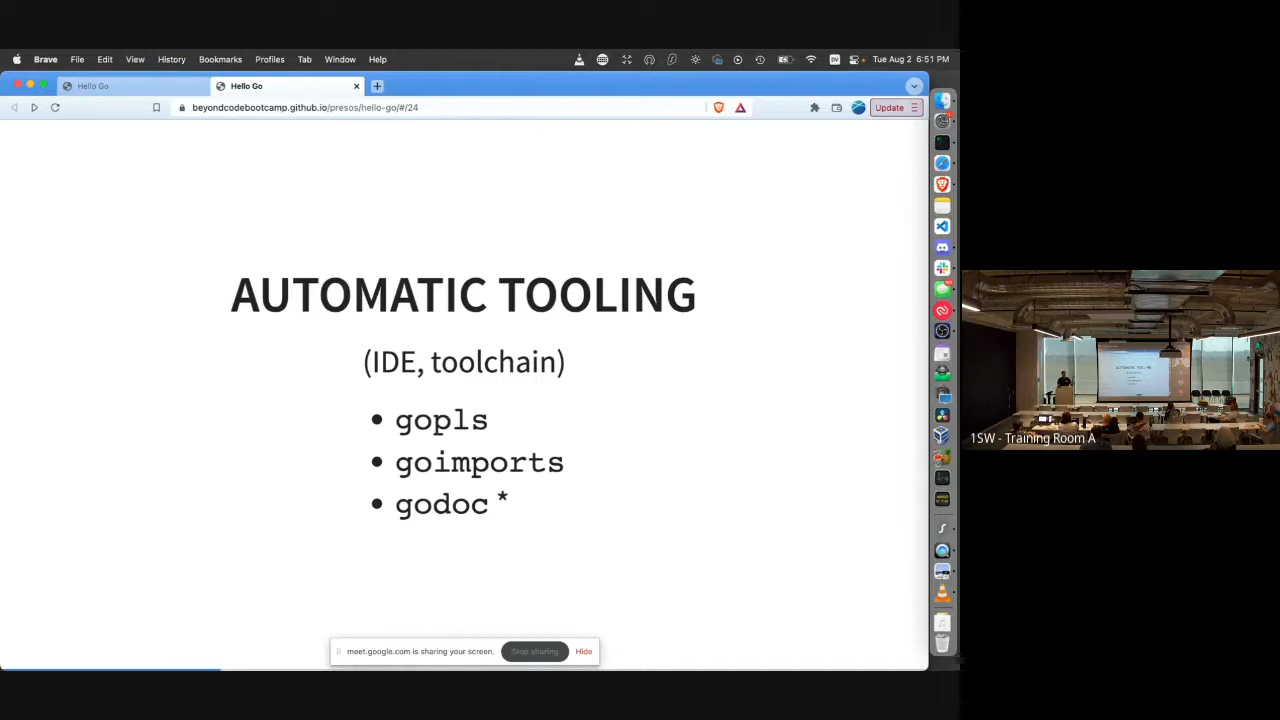 Brave File Edit View History Bookmarks Profiles Tab Window Help
Tue Aug 2 6:51 PM
Hello Go
Hello Go
beyondcodebootcamp.github.io/presos/hello-go/#/24
Update
AUTOMATIC TOOLING
(IDE, toolchain)
• gopls
• goimports
• godoc *
meet.google.com is sharing your screen. Stop sharing Hide
AUTOMATIC TOOLING
1SW - Training Room A